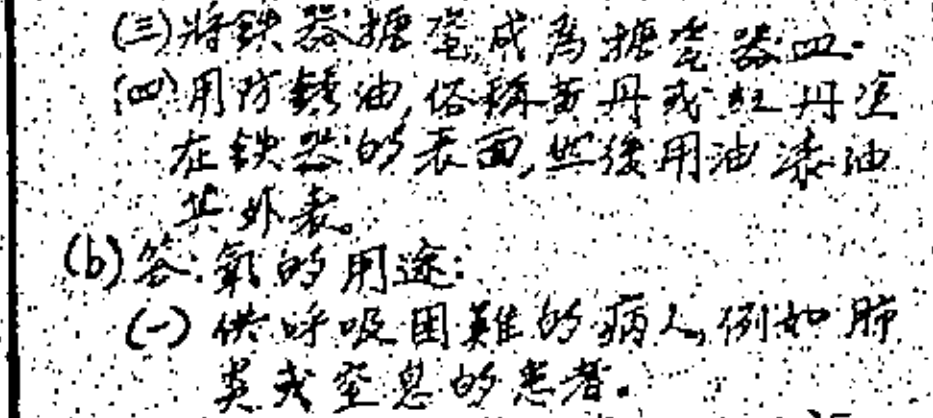 (三)將鉄器搪瓷,成為搪瓷器皿.
(四)用防銹油,俗稱黃丹或紅丹塗
在鉄器的表面,然後用油漆油
其外表。
(b)答:氧的用途:
(一)供呼吸困難的病人,例如肺
炎或窒息的患者。